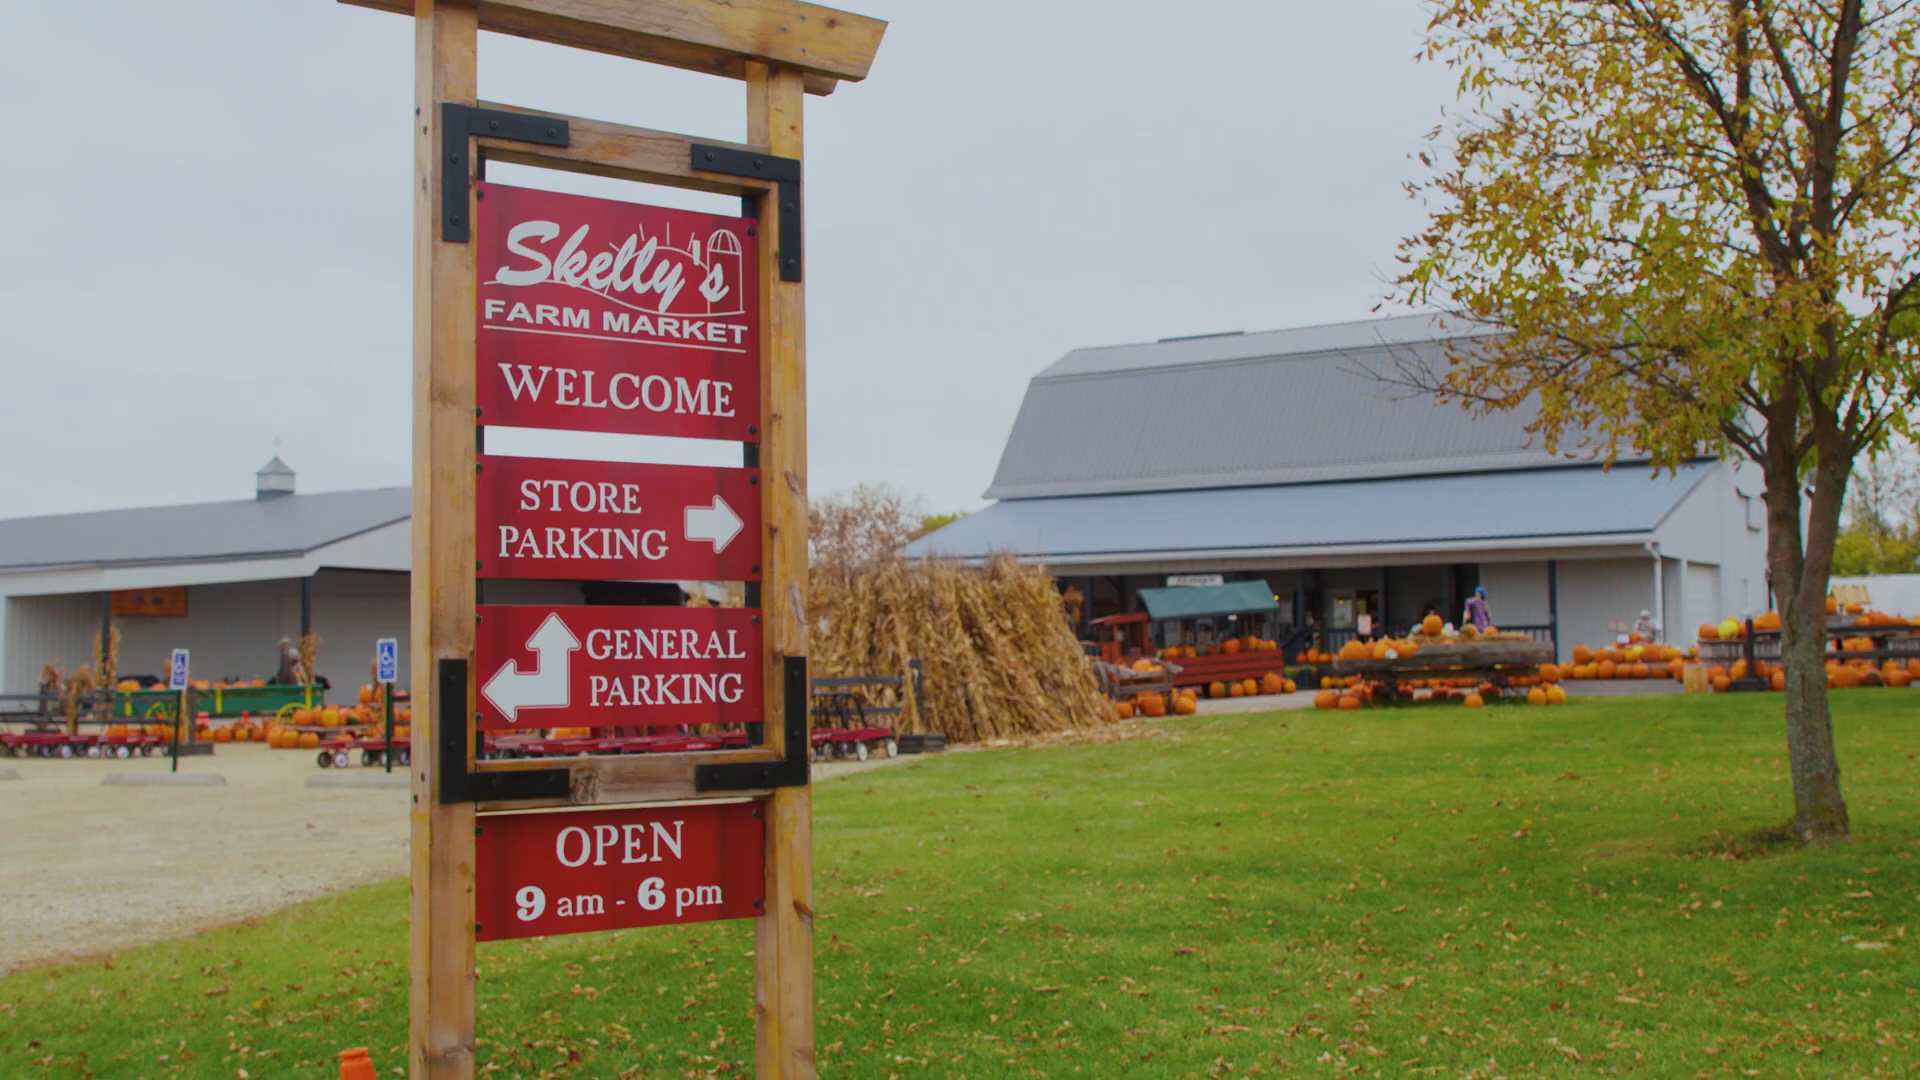 Skelly's
FARM MARKET
WELCOME
STORE
PARKING
GENERAL
PARKING
OPEN
9 am - 6 pm